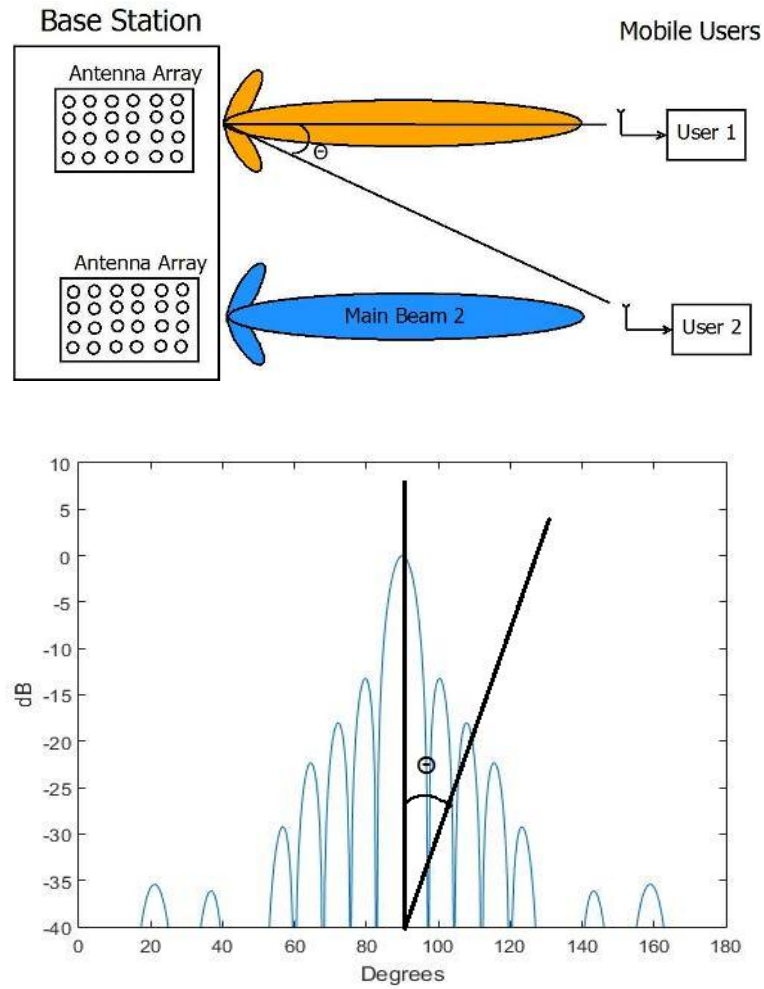 Base Station
Mobile Users
Antenna Array
User 1
Θ
Antenna Array
Main Beam 2
User 2
10
5
0
-5
-10
-15
-20
-25
-30
-35
-40
dB
Θ
0 20 40 60 80 100 120 140 160 180
Degrees